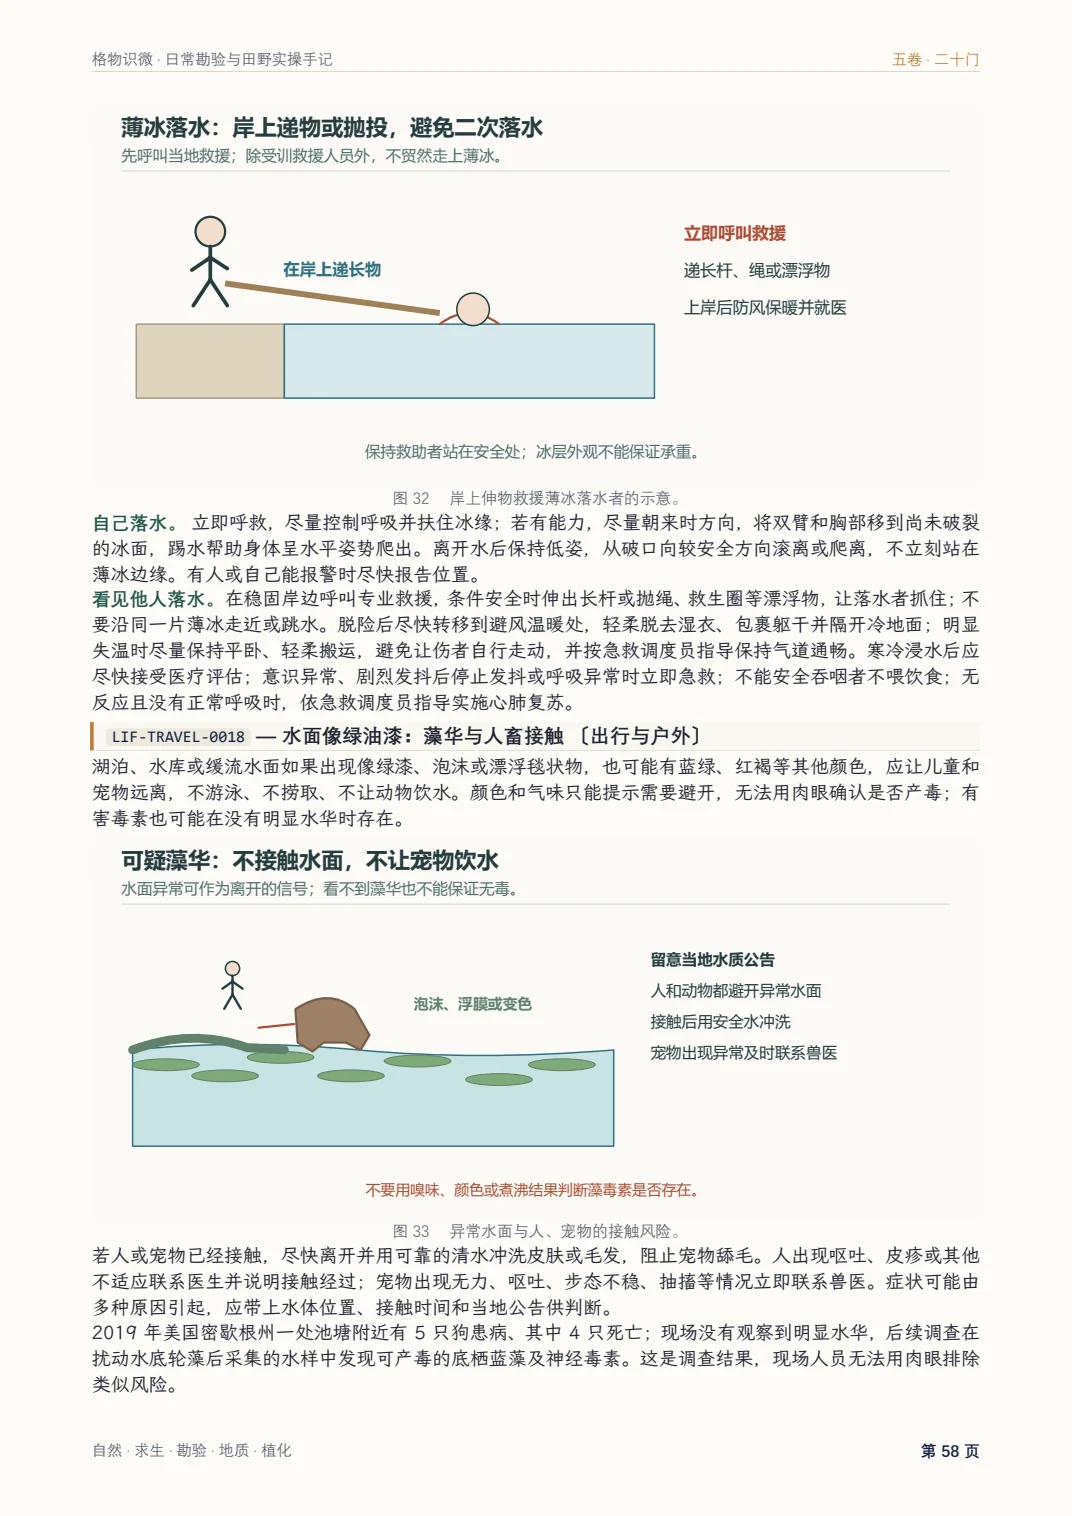 格物识微 · 日常勘验与田野实操手记
五卷 · 二十门
薄冰落水：岸上递物或抛投，避免二次落水
先呼叫当地救援；除受训救援人员外，不贸然走上薄冰。
在岸上递长物
立即呼叫救援
递长杆、绳或漂浮物
上岸后防风保暖并就医
保持救助者站在安全处；冰层外观不能保证承重。
图 32 岸上伸物救援薄冰落水者的示意。
自己落水。 立即呼救，尽量控制呼吸并扶住冰缘；若有能力，尽量朝来时方向，将双臂和胸部移到尚未破裂
的冰面，踢水帮助身体呈水平姿势爬出。离开水后保持低姿，从破口向较安全方向滚离或爬离，不立刻站在
薄冰边缘。有人或自己能报警时尽快报告位置。
看见他人落水。在稳固岸边呼叫专业救援，条件安全时伸出长杆或抛绳、救生圈等漂浮物，让落水者抓住；不
要沿同一片薄冰走近或跳水。脱险后尽快转移到避风温暖处，轻柔脱去湿衣、包裹躯干并隔开冷地面；明显
失温时尽量保持平卧、轻柔搬运，避免让伤者自行走动，并按急救调度员指导保持气道通畅。寒冷浸水后应
尽快接受医疗评估；意识异常、剧烈发抖后停止发抖或呼吸异常时立即急救；不能安全吞咽者不喂饮食；无
反应且没有正常呼吸时，依急救调度员指导实施心肺复苏。
LIF-TRAVEL-0018 — 水面像绿油漆：藻华与人畜接触 〔出行与户外〕
湖泊、水库或缓流水面如果出现像绿漆、泡沫或漂浮毯状物，也可能有蓝绿、红褐等其他颜色，应让儿童和
宠物远离，不游泳、不捞取、不让动物饮水。颜色和气味只能提示需要避开，无法用肉眼确认是否产毒；有
害毒素也可能在没有明显水华时存在。
可疑藻华：不接触水面，不让宠物饮水
水面异常可作为离开的信号；看不到藻华也不能保证无毒。
泡沫、浮膜或变色
留意当地水质公告
人和动物都避开异常水面
接触后用安全水冲洗
宠物出现异常及时联系兽医
不要用嗅味、颜色或煮沸结果判断藻毒素是否存在。
图 33 异常水面与人、宠物的接触风险。
若人或宠物已经接触，尽快离开并用可靠的清水冲洗皮肤或毛发，阻止宠物舔毛。人出现呕吐、皮疹或其他
不适应联系医生并说明接触经过；宠物出现无力、呕吐、步态不稳、抽搐等情况立即联系兽医。症状可能由
多种原因引起，应带上水体位置、接触时间和当地公告供判断。
2019 年美国密歇根州一处池塘附近有 5 只狗患病、其中 4 只死亡；现场没有观察到明显水华，后续调查在
扰动水底轮藻后采集的水样中发现可产毒的底栖蓝藻及神经毒素。这是调查结果，现场人员无法用肉眼排除
类似风险。
自然 · 求生 · 勘验 · 地质 · 植化
第 58 页